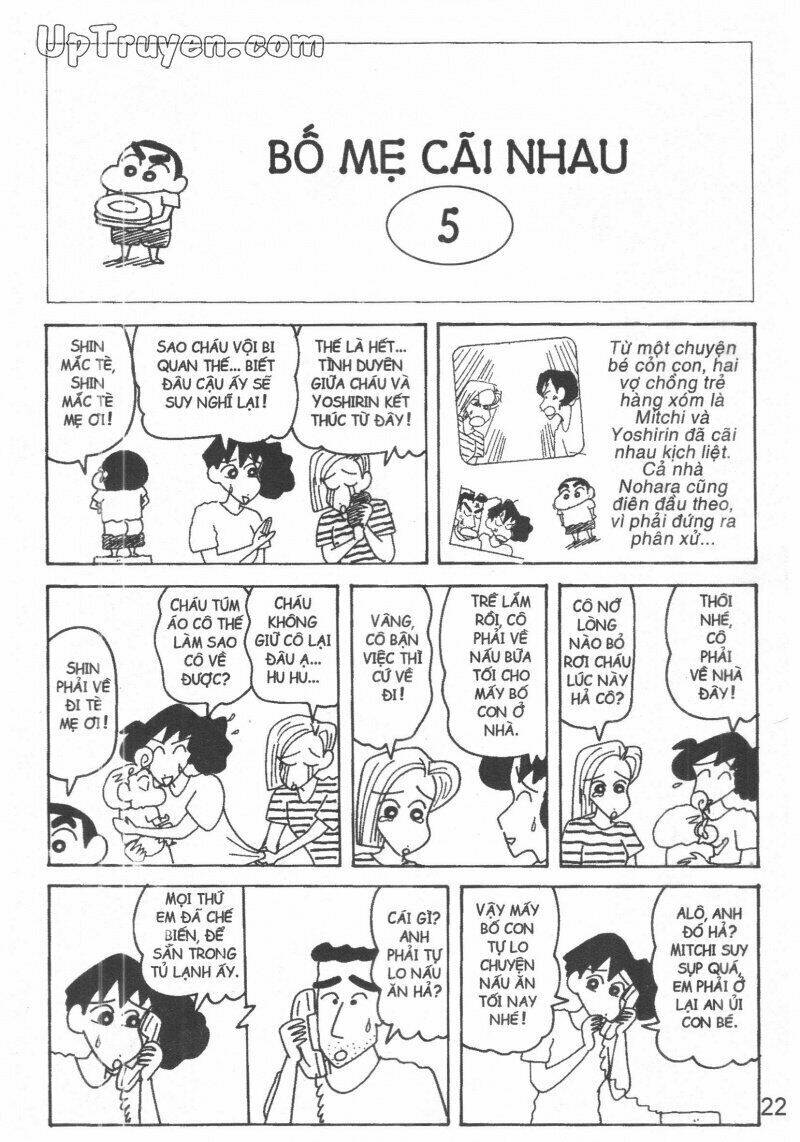 UpTruyen.com
BỐ MẸ CÃI NHAU
5
Từ một chuyện
bé cỏn con, hai
vợ chồng trẻ
hàng xóm là
Mitchi và
Yoshirin đã cãi
nhau kịch liệt.
Cả nhà
Nohara cũng
điên đầu theo,
vì phải đứng ra
phân xử...
THẾ LÀ HẾT...
TÌNH DUYÊN
GIỮA CHÁU VÀ
YOSHIRIN KẾT
THÚC TỪ ĐÂY!
SAO CHÁU VỘI BI
QUAN THẾ... BIẾT
ĐÂU CẬU ẤY SẼ
SUY NGHĨ LẠI!
SHIN
MẮC TÈ,
SHIN
MẮC TÈ
MẸ ƠI!
THÔI
NHÉ,
CÔ
PHẢI
VỀ NHÀ
ĐÂY!
CÔ NỠ
LÒNG
NÀO BỎ
RƠI CHÁU
LÚC NÀY
HẢ CÔ?
TRỄ LẮM
RỒI, CÔ
PHẢI VỀ
NẤU BỮA
TỐI CHO
MẤY BỐ
CON Ở
NHÀ.
VÂNG,
CÔ BẬN
VIỆC THÌ
CỨ VỀ
ĐI!
CHÁU
KHÔNG
GIỮ CÔ LẠI
ĐÂU Ạ...
HU HU...
CHÁU TÚM
ÁO CÔ THẾ
LÀM SAO
CÔ VỀ
ĐƯỢC?
SHIN
PHẢI VỀ
ĐI TÈ
MẸ ƠI!
ALÔ, ANH
ĐÓ HẢ?
MITCHI SUY
SỤP QUÁ,
EM PHẢI Ở
LẠI AN ỦI
CON BÉ.
VẬY MẤY
BỐ CON
TỰ LO
CHUYỆN
NẤU ĂN
TỐI NAY
NHÉ!
CÁI GÌ?
ANH
PHẢI TỰ
LO NẤU
ĂN HẢ?
MỌI THỨ
EM ĐÃ CHẾ
BIẾN, ĐỂ
SẴN TRONG
TỦ LẠNH ẤY.
22